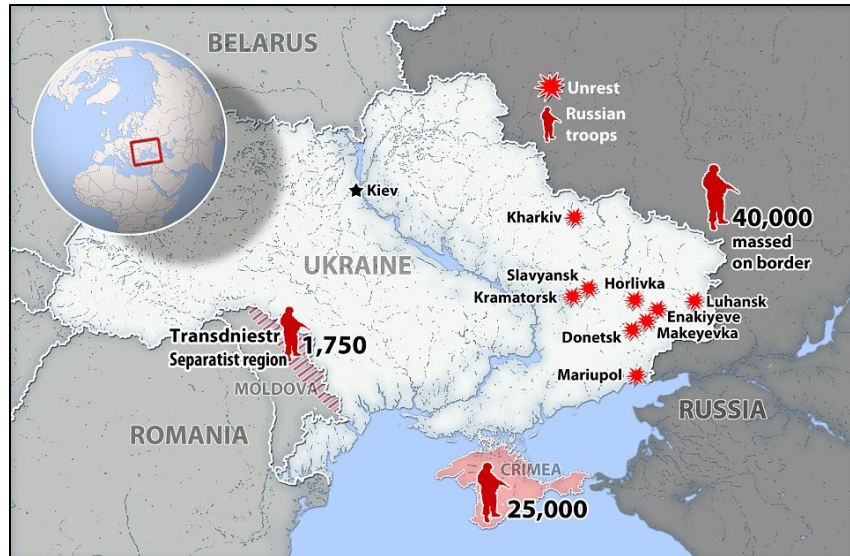 BELARUS
Unrest
Russian
troops
Kiev
Kharkiv
40,000
massed
on border
UKRAINE
Slavyansk
Horlivka
Kramatorsk
Luhansk
Enakiyeve
Makeyevka
Donetsk
Transdniestr
Separatist region
1,750
Mariupol
MOLDOVA
ROMANIA
RUSSIA
CRIMEA
25,000